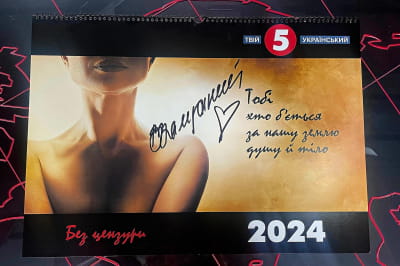 ТВІЙ 5 УКРАЇНСЬКИЙ
Тобі
хто б'ється
за нашу землю
душу й тіло
Без цензури
2024